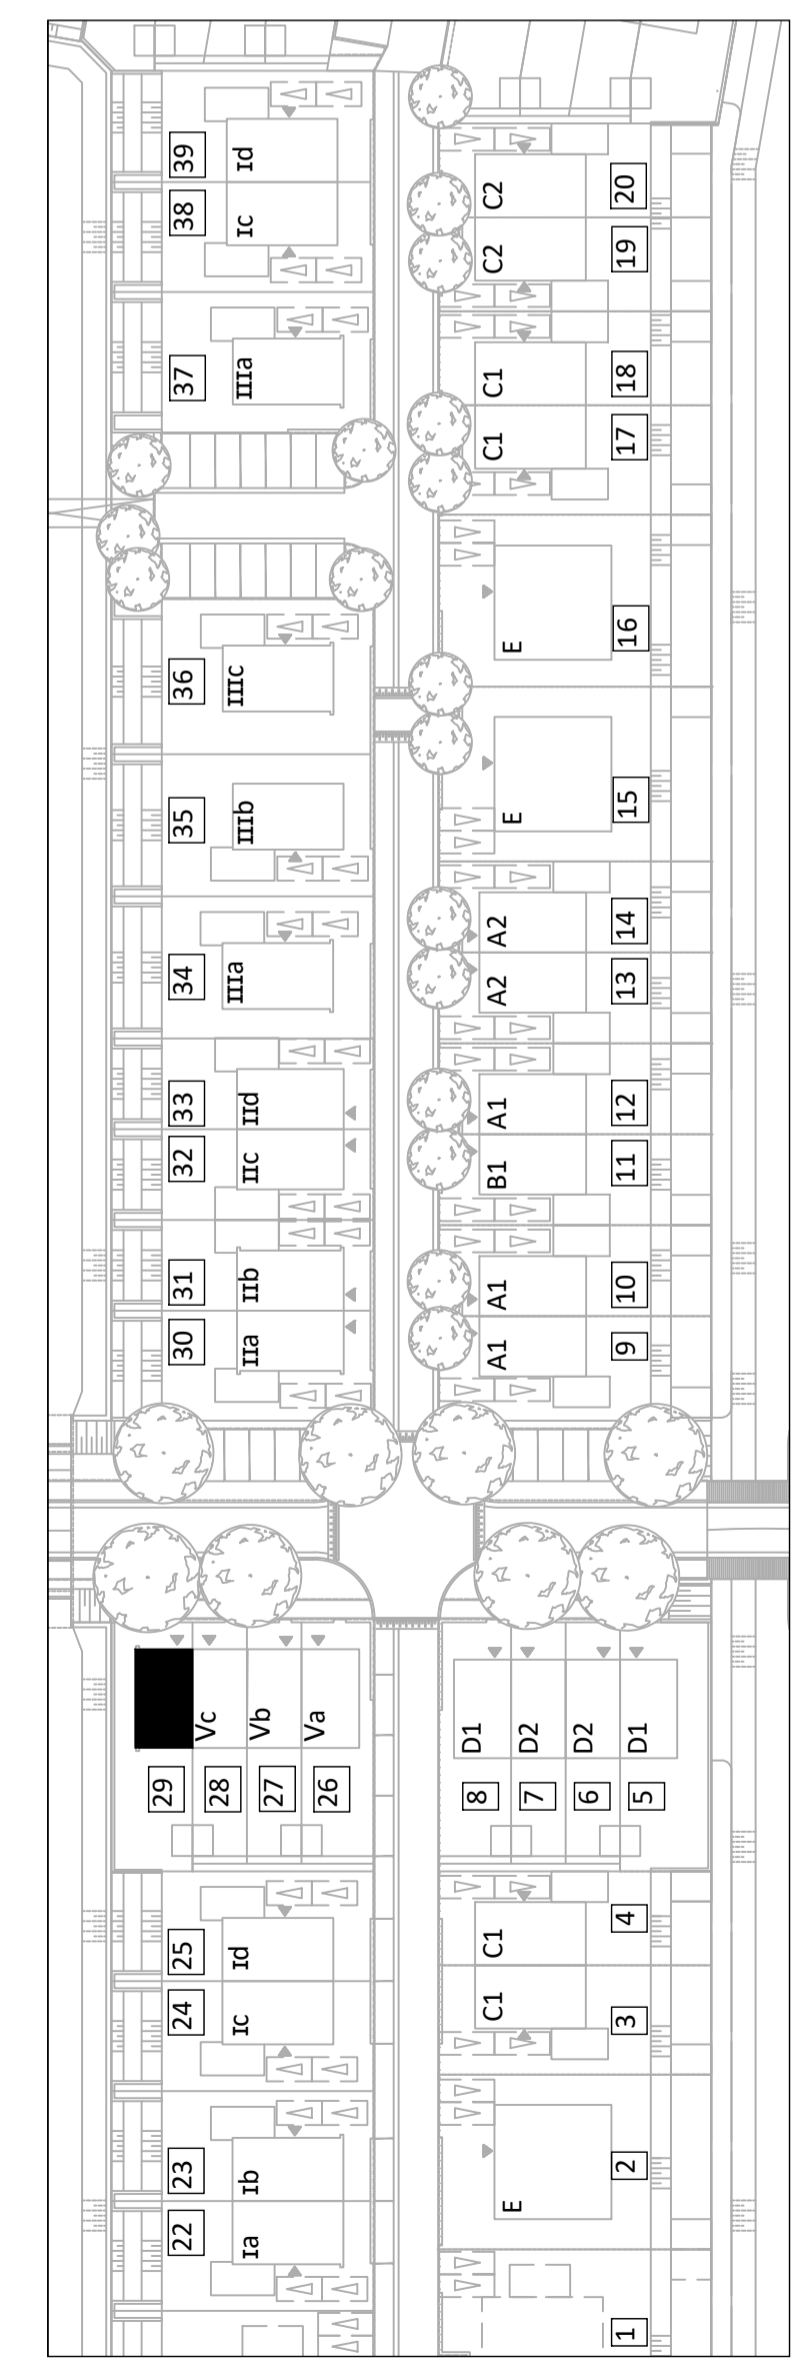 22 23 24 25 29 30 31 32 33 34 35 36 37 38 39
28 Vc
Ia Ib Ic Id IIa IIb IIc IId IIIa IIIb IIIc IIIa Ic Id
27 Vb
26 Va
8 D1
C1 C1 A1 A1 B1 A1 A2 A2 C1 C1 C2 C2
E E E
7 D2
6 D2
1 2 3 4 9 10 11 12 13 14 15 16 17 18 19 20
5 D1